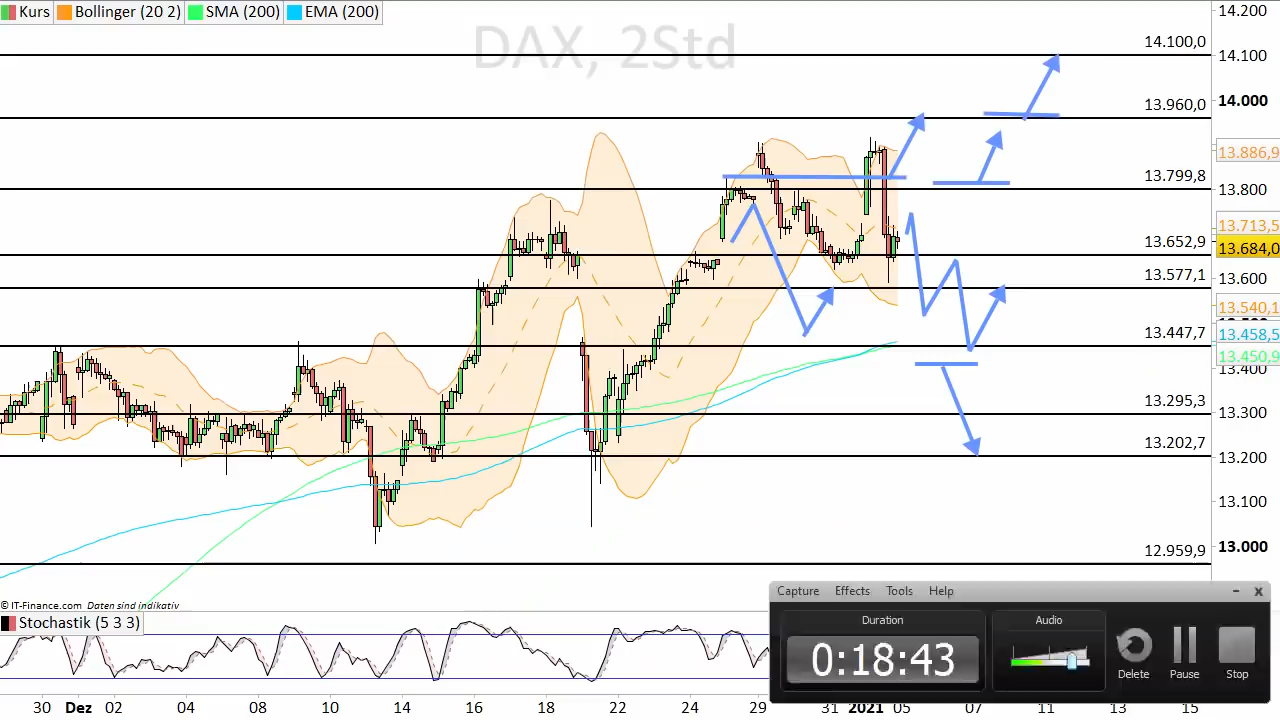 Kurs Bollinger (20 2) SMA (200) EMA (200)
DAX, 2Std
14.200
14.100,0
14.100
14.000
13.960,0
13.886,9
13.799,8
13.800
13.713,5
13.652,9
13.684,0
13.577,1
13.600
13.540,1
13.447,7
13.458,5
13.450,9
13.400
13.295,3
13.300
13.202,7
13.200
13.100
13.000
12.959,9
© IT-Finance.com Daten sind indikativ
Stochastik (5 3 3)
Capture Effects Tools Help
Duration
0:18:43
Audio
Delete
Pause
Stop
30 Dez 02 04 08 10 14 16 18 22 24 29 31 2021 05 07 11 13 15